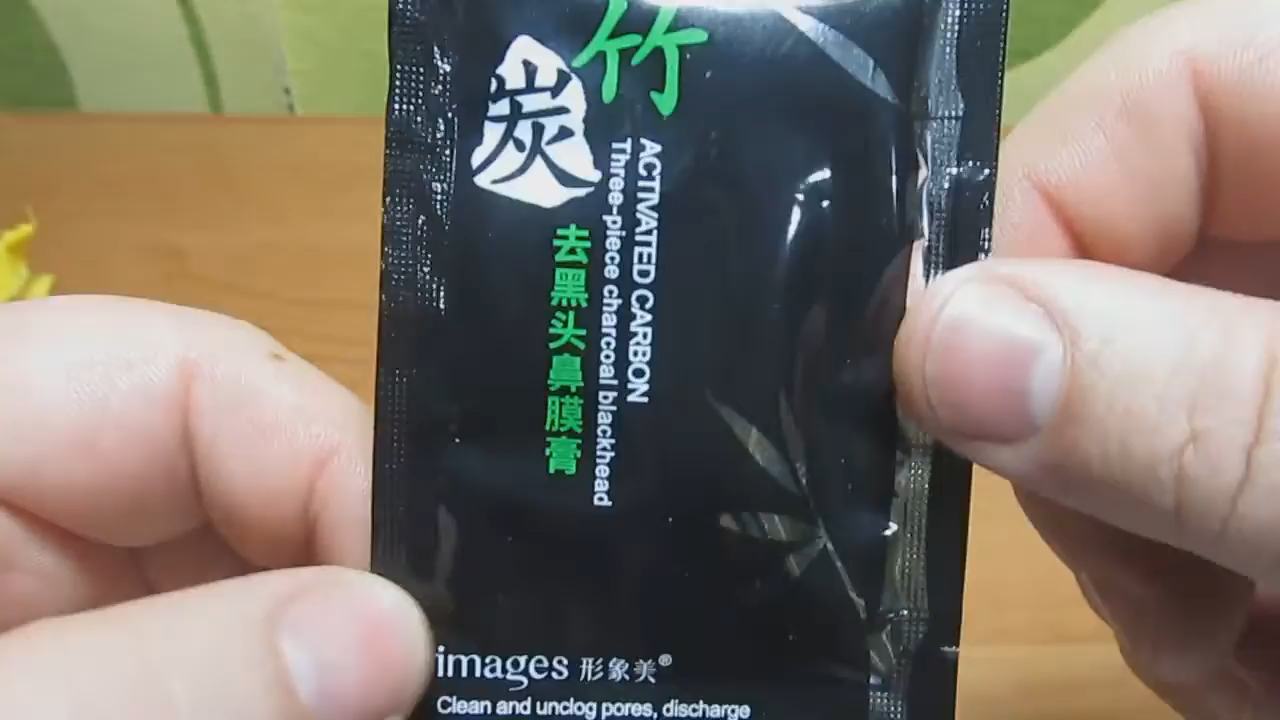 竹
炭
ACTIVATED CARBON
Three-piece charcoal blackhead
去黑头鼻膜膏
images 形象美®
Clean and unclog pores, discharge